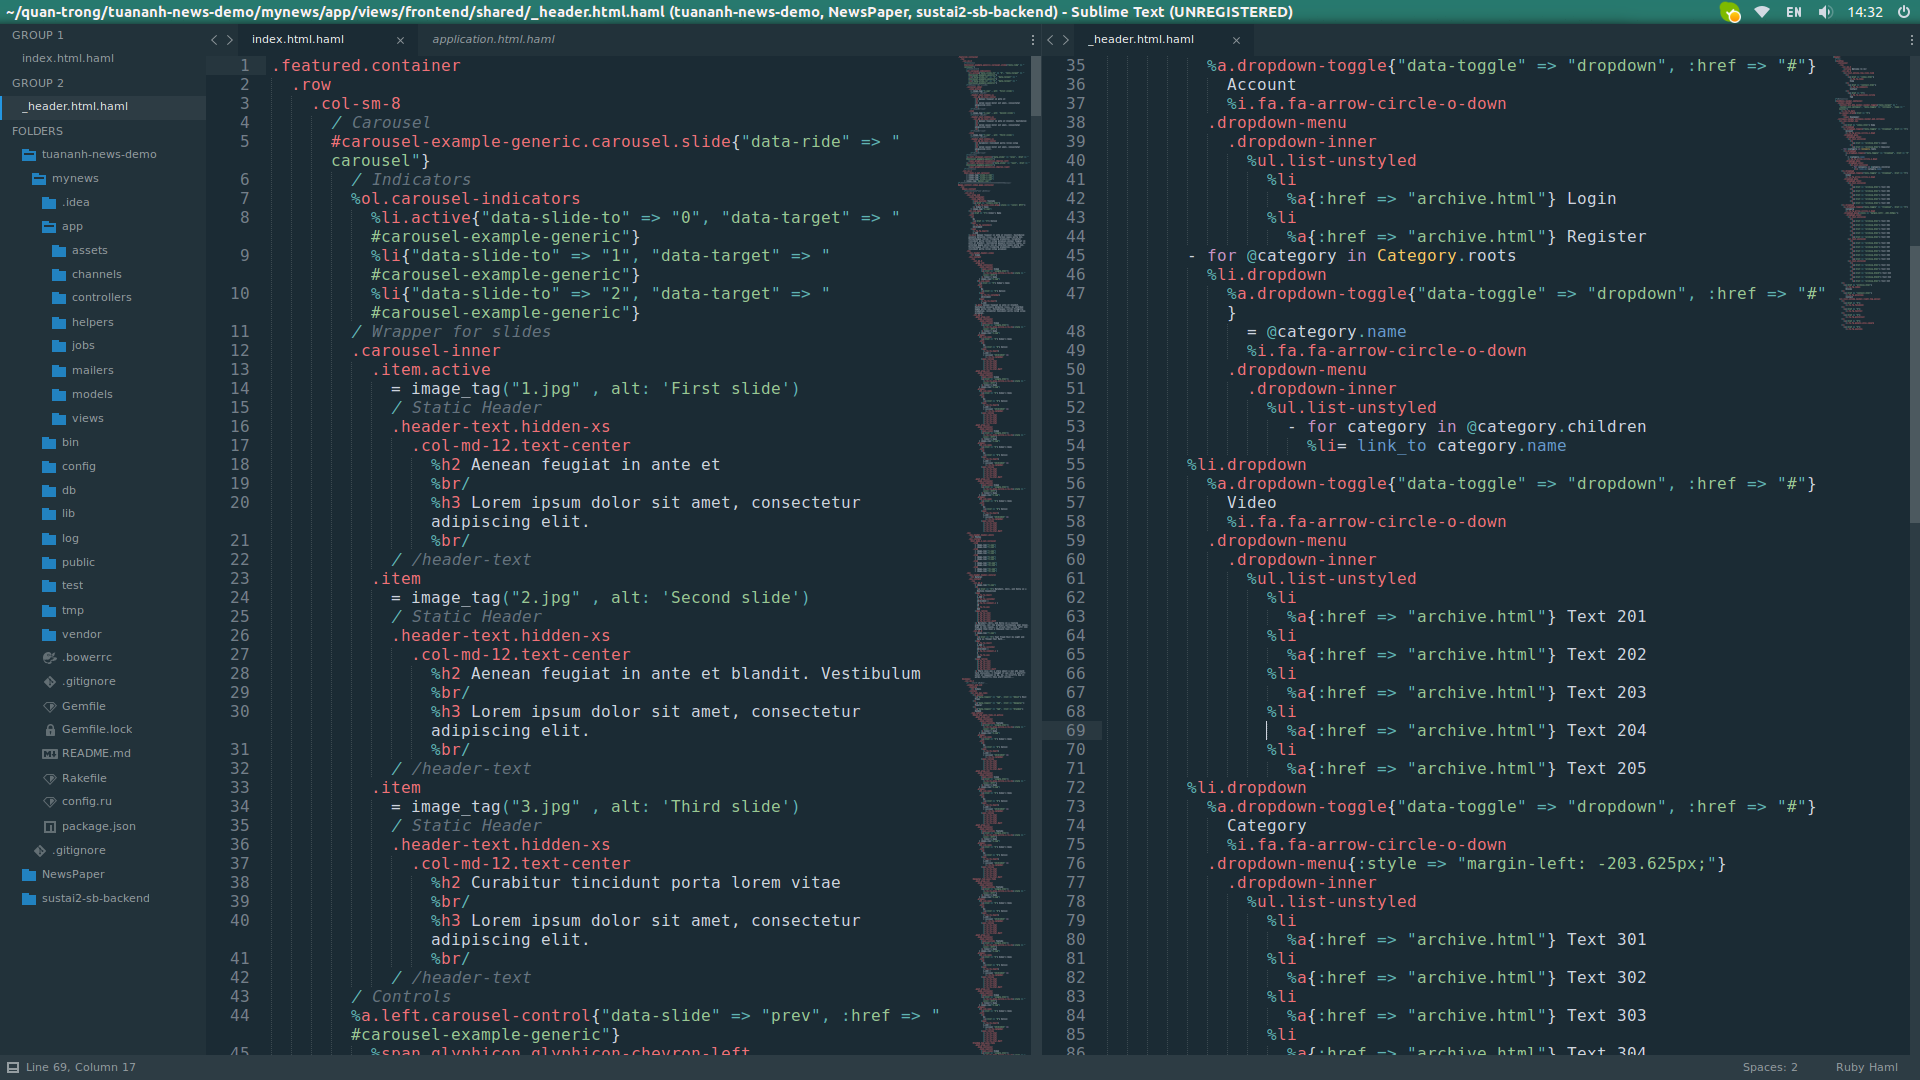 ~/quan-trong/tuananh-news-demo/mynews/app/views/frontend/shared/_header.html.haml (tuananh-news-demo, NewsPaper, sustai2-sb-backend) - Sublime Text (UNREGISTERED)
EN
14:32
GROUP 1
index.html.haml
GROUP 2
_header.html.haml
FOLDERS
tuananh-news-demo
mynews
.idea
app
assets
channels
controllers
helpers
jobs
mailers
models
views
bin
config
db
lib
log
public
test
tmp
vendor
.bowerrc
.gitignore
Gemfile
Gemfile.lock
README.md
Rakefile
config.ru
package.json
.gitignore
NewsPaper
sustai2-sb-backend
index.html.haml
application.html.haml
1 .featured.container
2 .row
3 .col-sm-8
4 / Carousel
5 #carousel-example-generic.carousel.slide{"data-ride" => "
carousel"}
6 / Indicators
7 %ol.carousel-indicators
8 %li.active{"data-slide-to" => "0", "data-target" => "
#carousel-example-generic"}
9 %li{"data-slide-to" => "1", "data-target" => "
#carousel-example-generic"}
10 %li{"data-slide-to" => "2", "data-target" => "
#carousel-example-generic"}
11 / Wrapper for slides
12 .carousel-inner
13 .item.active
14 = image_tag("1.jpg" , alt: 'First slide')
15 / Static Header
16 .header-text.hidden-xs
17 .col-md-12.text-center
18 %h2 Aenean feugiat in ante et
19 %br/
20 %h3 Lorem ipsum dolor sit amet, consectetur
adipiscing elit.
21 %br/
22 / /header-text
23 .item
24 = image_tag("2.jpg" , alt: 'Second slide')
25 / Static Header
26 .header-text.hidden-xs
27 .col-md-12.text-center
28 %h2 Aenean feugiat in ante et blandit. Vestibulum
29 %br/
30 %h3 Lorem ipsum dolor sit amet, consectetur
adipiscing elit.
31 %br/
32 / /header-text
33 .item
34 = image_tag("3.jpg" , alt: 'Third slide')
35 / Static Header
36 .header-text.hidden-xs
37 .col-md-12.text-center
38 %h2 Curabitur tincidunt porta lorem vitae
39 %br/
40 %h3 Lorem ipsum dolor sit amet, consectetur
adipiscing elit.
41 %br/
42 / /header-text
43 / Controls
44 %a.left.carousel-control{"data-slide" => "prev", :href => "
#carousel-example-generic"}
45 %span.glyphicon.glyphicon-chevron-left
_header.html.haml
35 %a.dropdown-toggle{"data-toggle" => "dropdown", :href => "#"}
36 Account
37 %i.fa.fa-arrow-circle-o-down
38 .dropdown-menu
39 .dropdown-inner
40 %ul.list-unstyled
41 %li
42 %a{:href => "archive.html"} Login
43 %li
44 %a{:href => "archive.html"} Register
45 - for @category in Category.roots
46 %li.dropdown
47 %a.dropdown-toggle{"data-toggle" => "dropdown", :href => "#"
}
48 = @category.name
49 %i.fa.fa-arrow-circle-o-down
50 .dropdown-menu
51 .dropdown-inner
52 %ul.list-unstyled
53 - for category in @category.children
54 %li= link_to category.name
55 %li.dropdown
56 %a.dropdown-toggle{"data-toggle" => "dropdown", :href => "#"}
57 Video
58 %i.fa.fa-arrow-circle-o-down
59 .dropdown-menu
60 .dropdown-inner
61 %ul.list-unstyled
62 %li
63 %a{:href => "archive.html"} Text 201
64 %li
65 %a{:href => "archive.html"} Text 202
66 %li
67 %a{:href => "archive.html"} Text 203
68 %li
69 %a{:href => "archive.html"} Text 204
70 %li
71 %a{:href => "archive.html"} Text 205
72 %li.dropdown
73 %a.dropdown-toggle{"data-toggle" => "dropdown", :href => "#"}
74 Category
75 %i.fa.fa-arrow-circle-o-down
76 .dropdown-menu{:style => "margin-left: -203.625px;"}
77 .dropdown-inner
78 %ul.list-unstyled
79 %li
80 %a{:href => "archive.html"} Text 301
81 %li
82 %a{:href => "archive.html"} Text 302
83 %li
84 %a{:href => "archive.html"} Text 303
85 %li
86 %a{:href => "archive.html"} Text 304
Line 69, Column 17
Spaces: 2
Ruby Haml